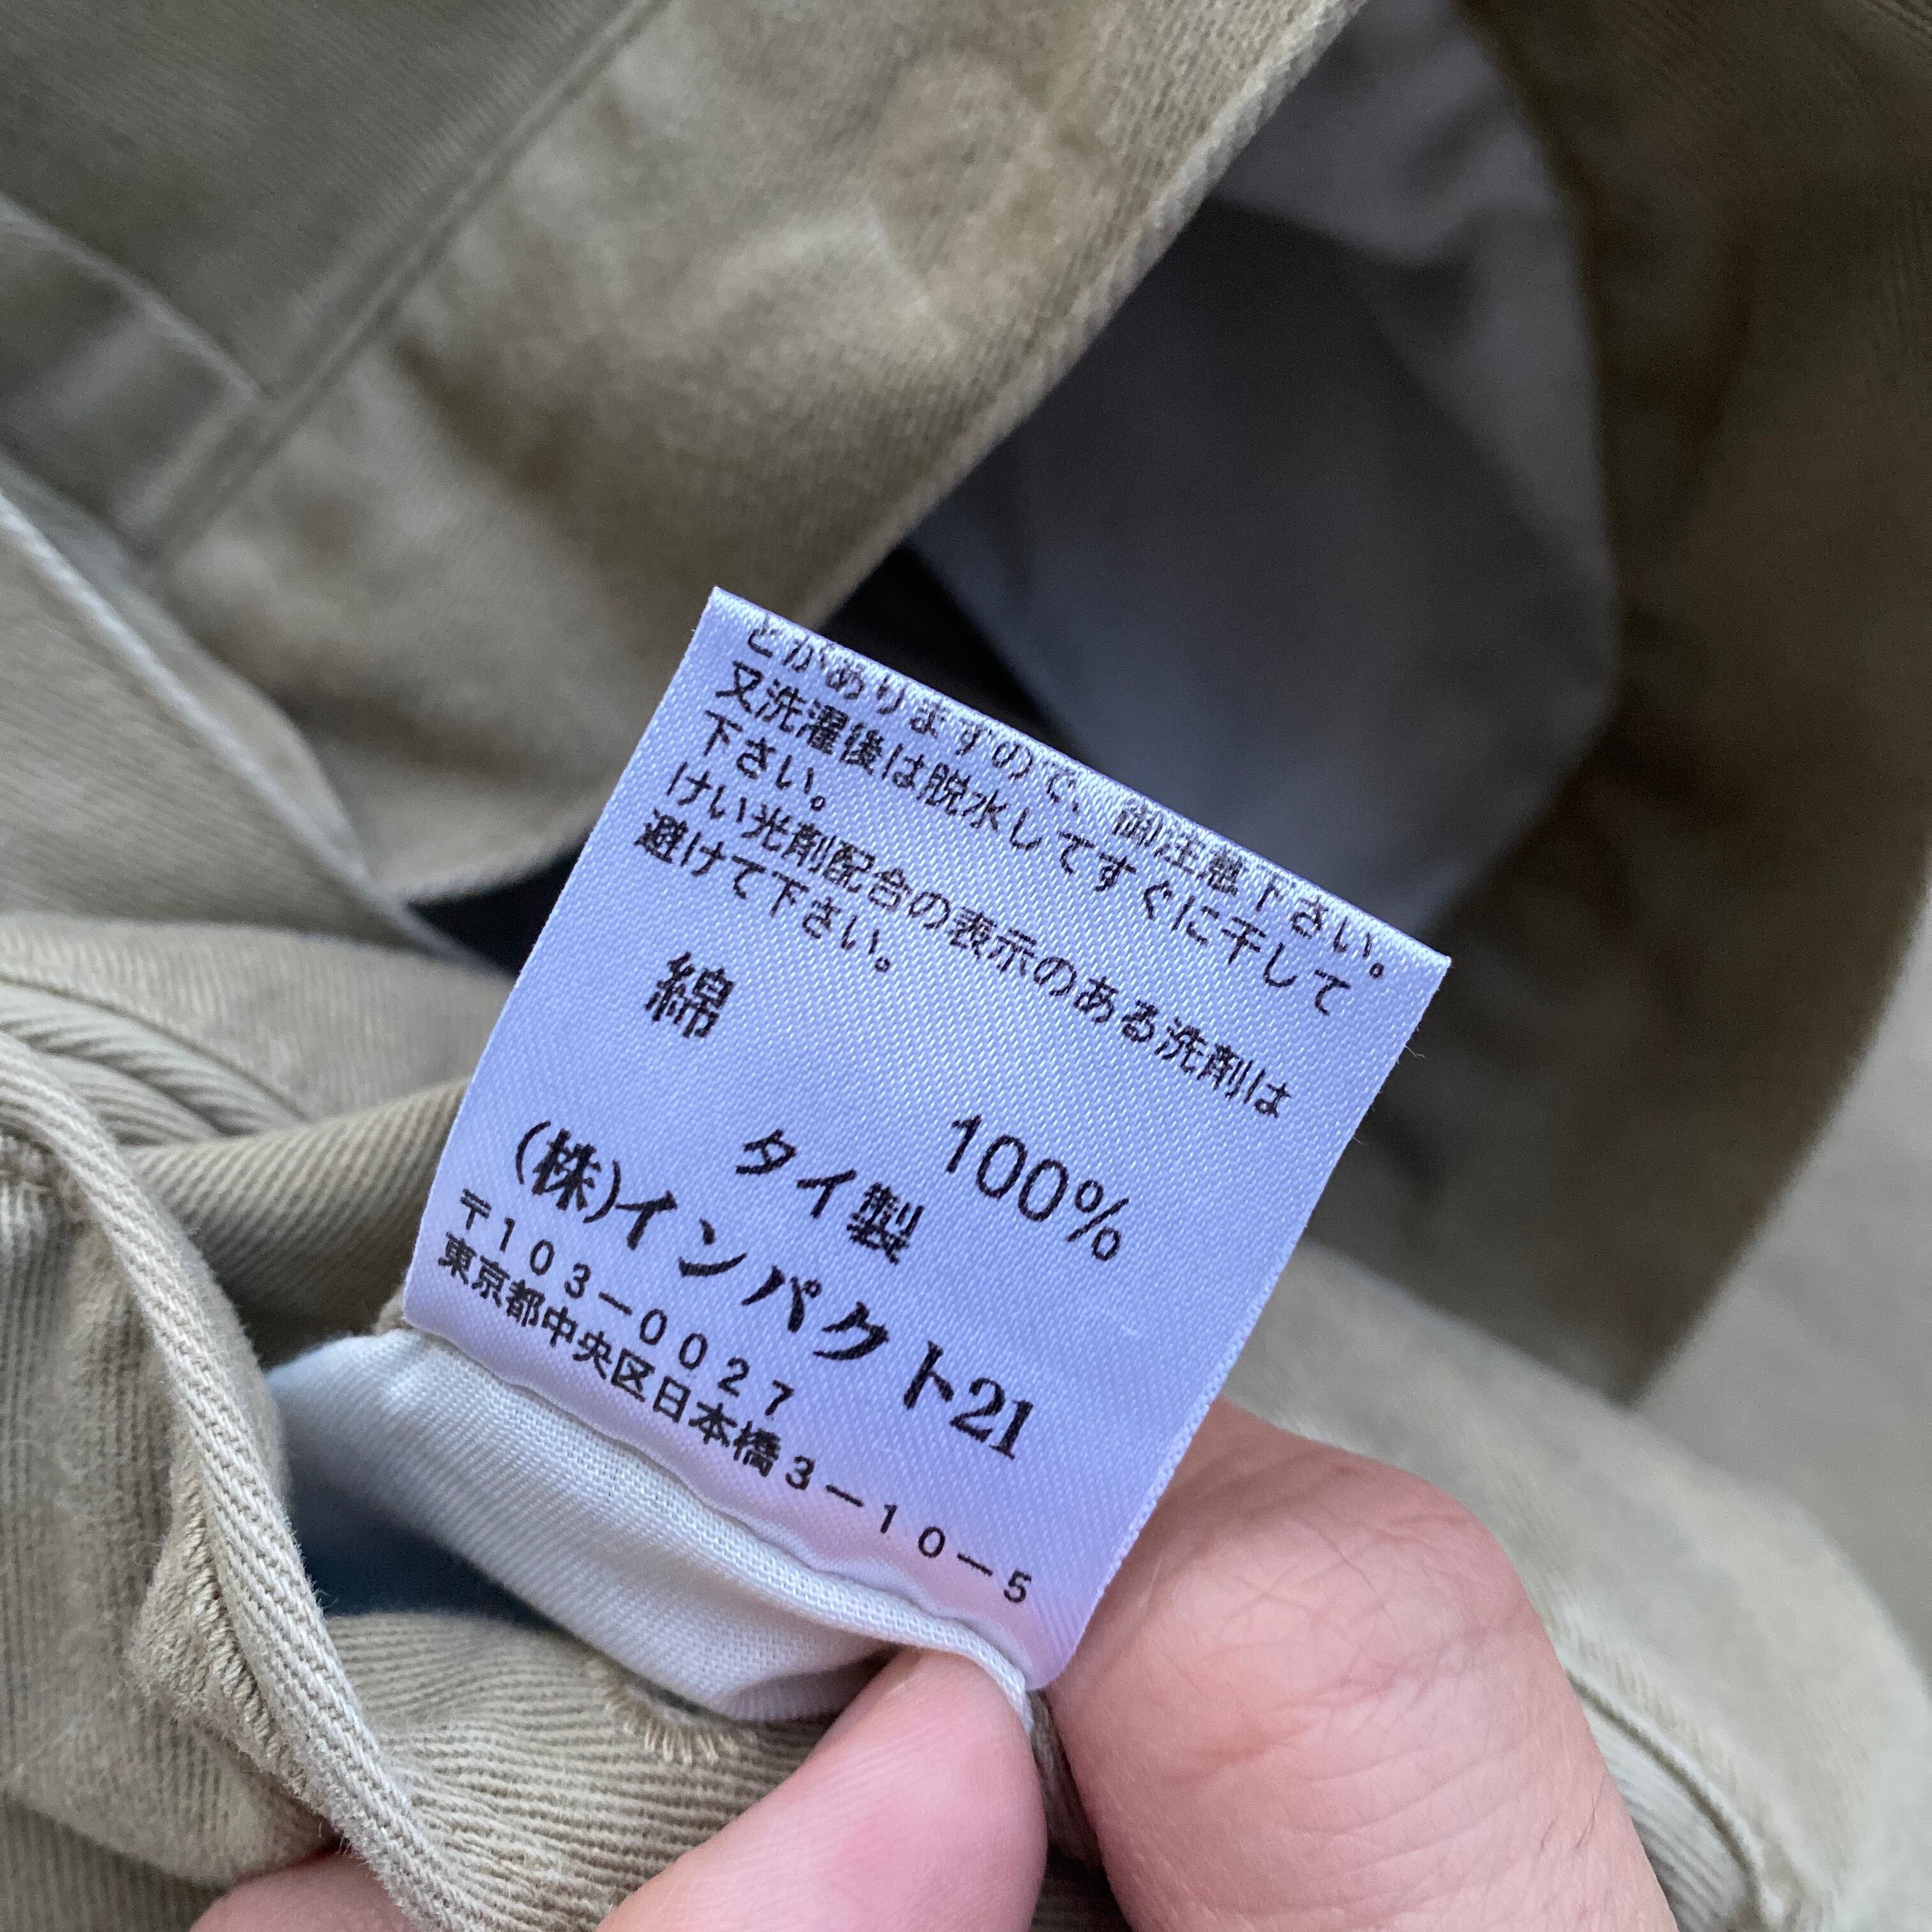 とがありますので、御注意下さい。
又洗濯後は脱水してすぐに干して
下さい。
けい光剤配合の表示のある洗剤は
避けて下さい。
綿
100%
タイ製
(株)インパクト21
〒103-0027
東京都中央区日本橋3-10-5